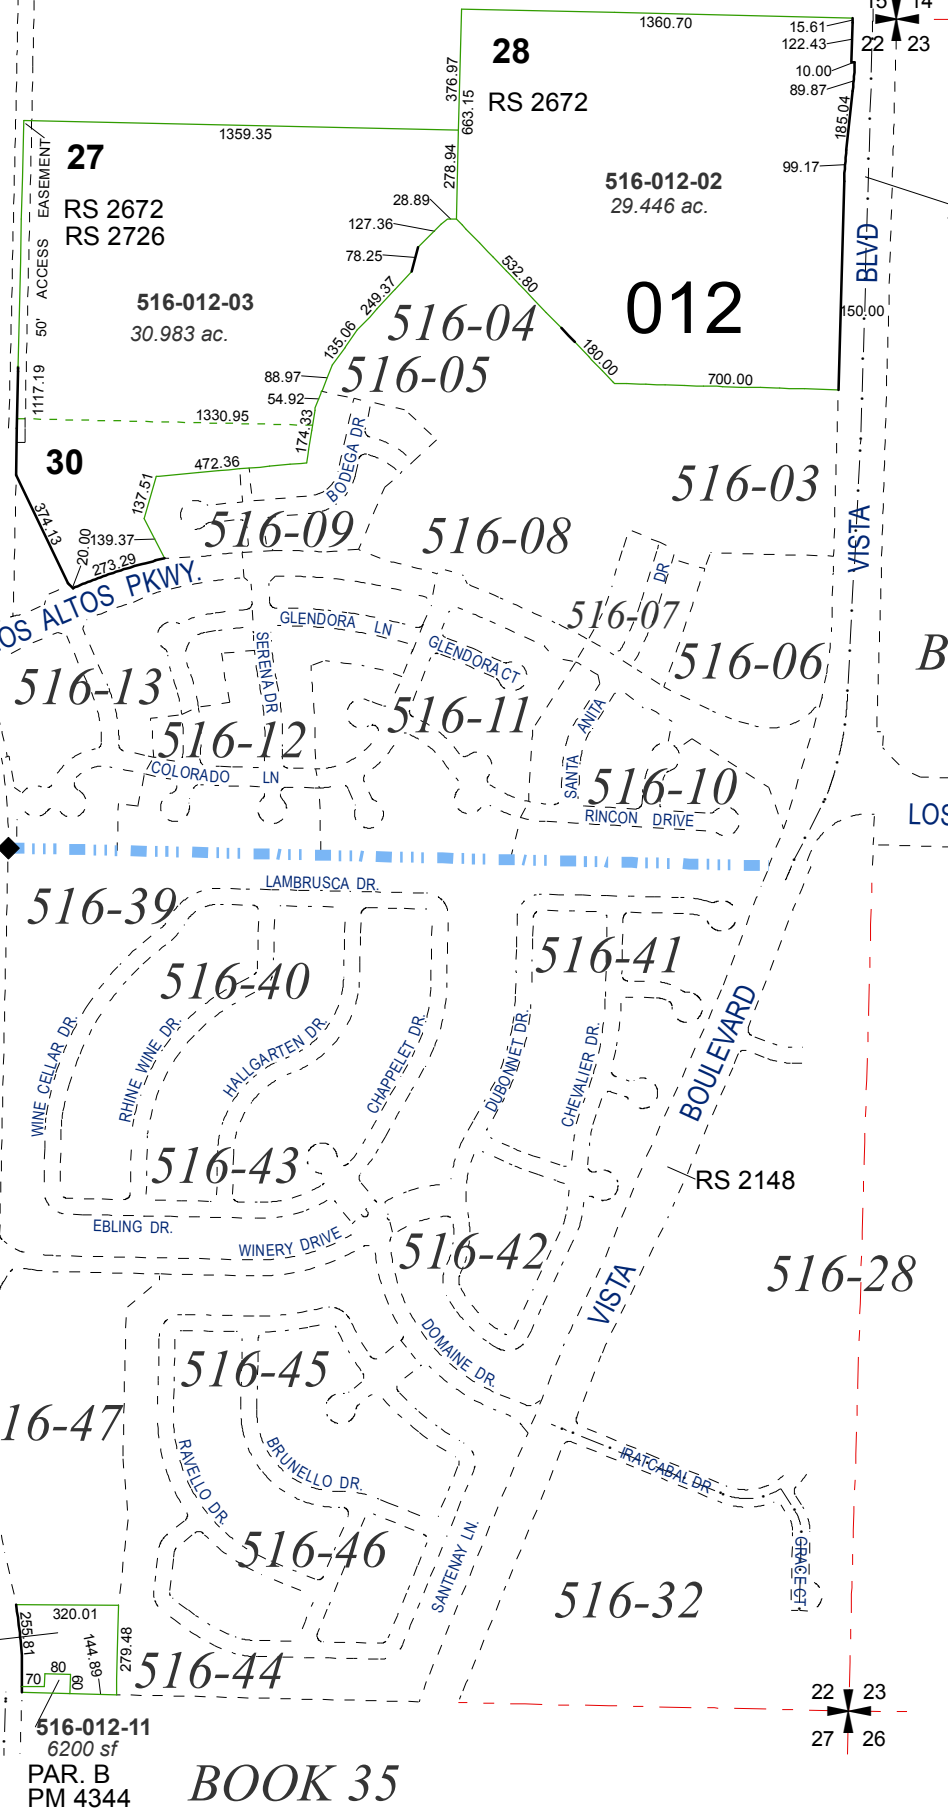 15 14
22 23
1360.70
15.61
122.43
10.00
89.87
185.04
99.17
28
RS 2672
376.97
663.15
278.94
516-012-02
29.446 ac.
012
BLVD
150.00
532.80
180.00
700.00
1359.35
27
RS 2672
RS 2726
50' ACCESS EASEMENT
28.89
127.36
78.25
249.37
135.06
516-012-03
30.983 ac.
516-04
516-05
88.97
54.92
174.33
1117.19
1330.95
30
472.36
137.51
374.13
20.00
139.37
273.29
BODEGA DR
516-03
516-09
516-08
VISTA
DR
OS ALTOS PKWY.
516-07
516-06
B
GLENDORA LN
GLENDORA CT
SERENA DR
516-13
516-12
516-11
SANTA ANITA
COLORADO LN
516-10
RINCON DRIVE
LOS
LAMBRUSCA DR.
516-39
516-40
516-41
WINE CELLAR DR.
RHINE WINE DR.
HALLGARTEN DR.
CHAPPELET DR.
DUBONNET DR.
CHEVALIER DR.
BOULEVARD
516-43
RS 2148
EBLING DR.
WINERY DRIVE
516-42
516-28
VISTA
DOMAINE DR.
516-45
16-47
RAVELLO DR.
BRUNELLO DR.
IRATCABAL DR
516-46
SANTENAY LN.
GRACE CT
516-32
320.01
255.81
144.89
279.48
70
80
60
516-44
22 23
27 26
516-012-11
6200 sf
PAR. B
PM 4344
BOOK 35